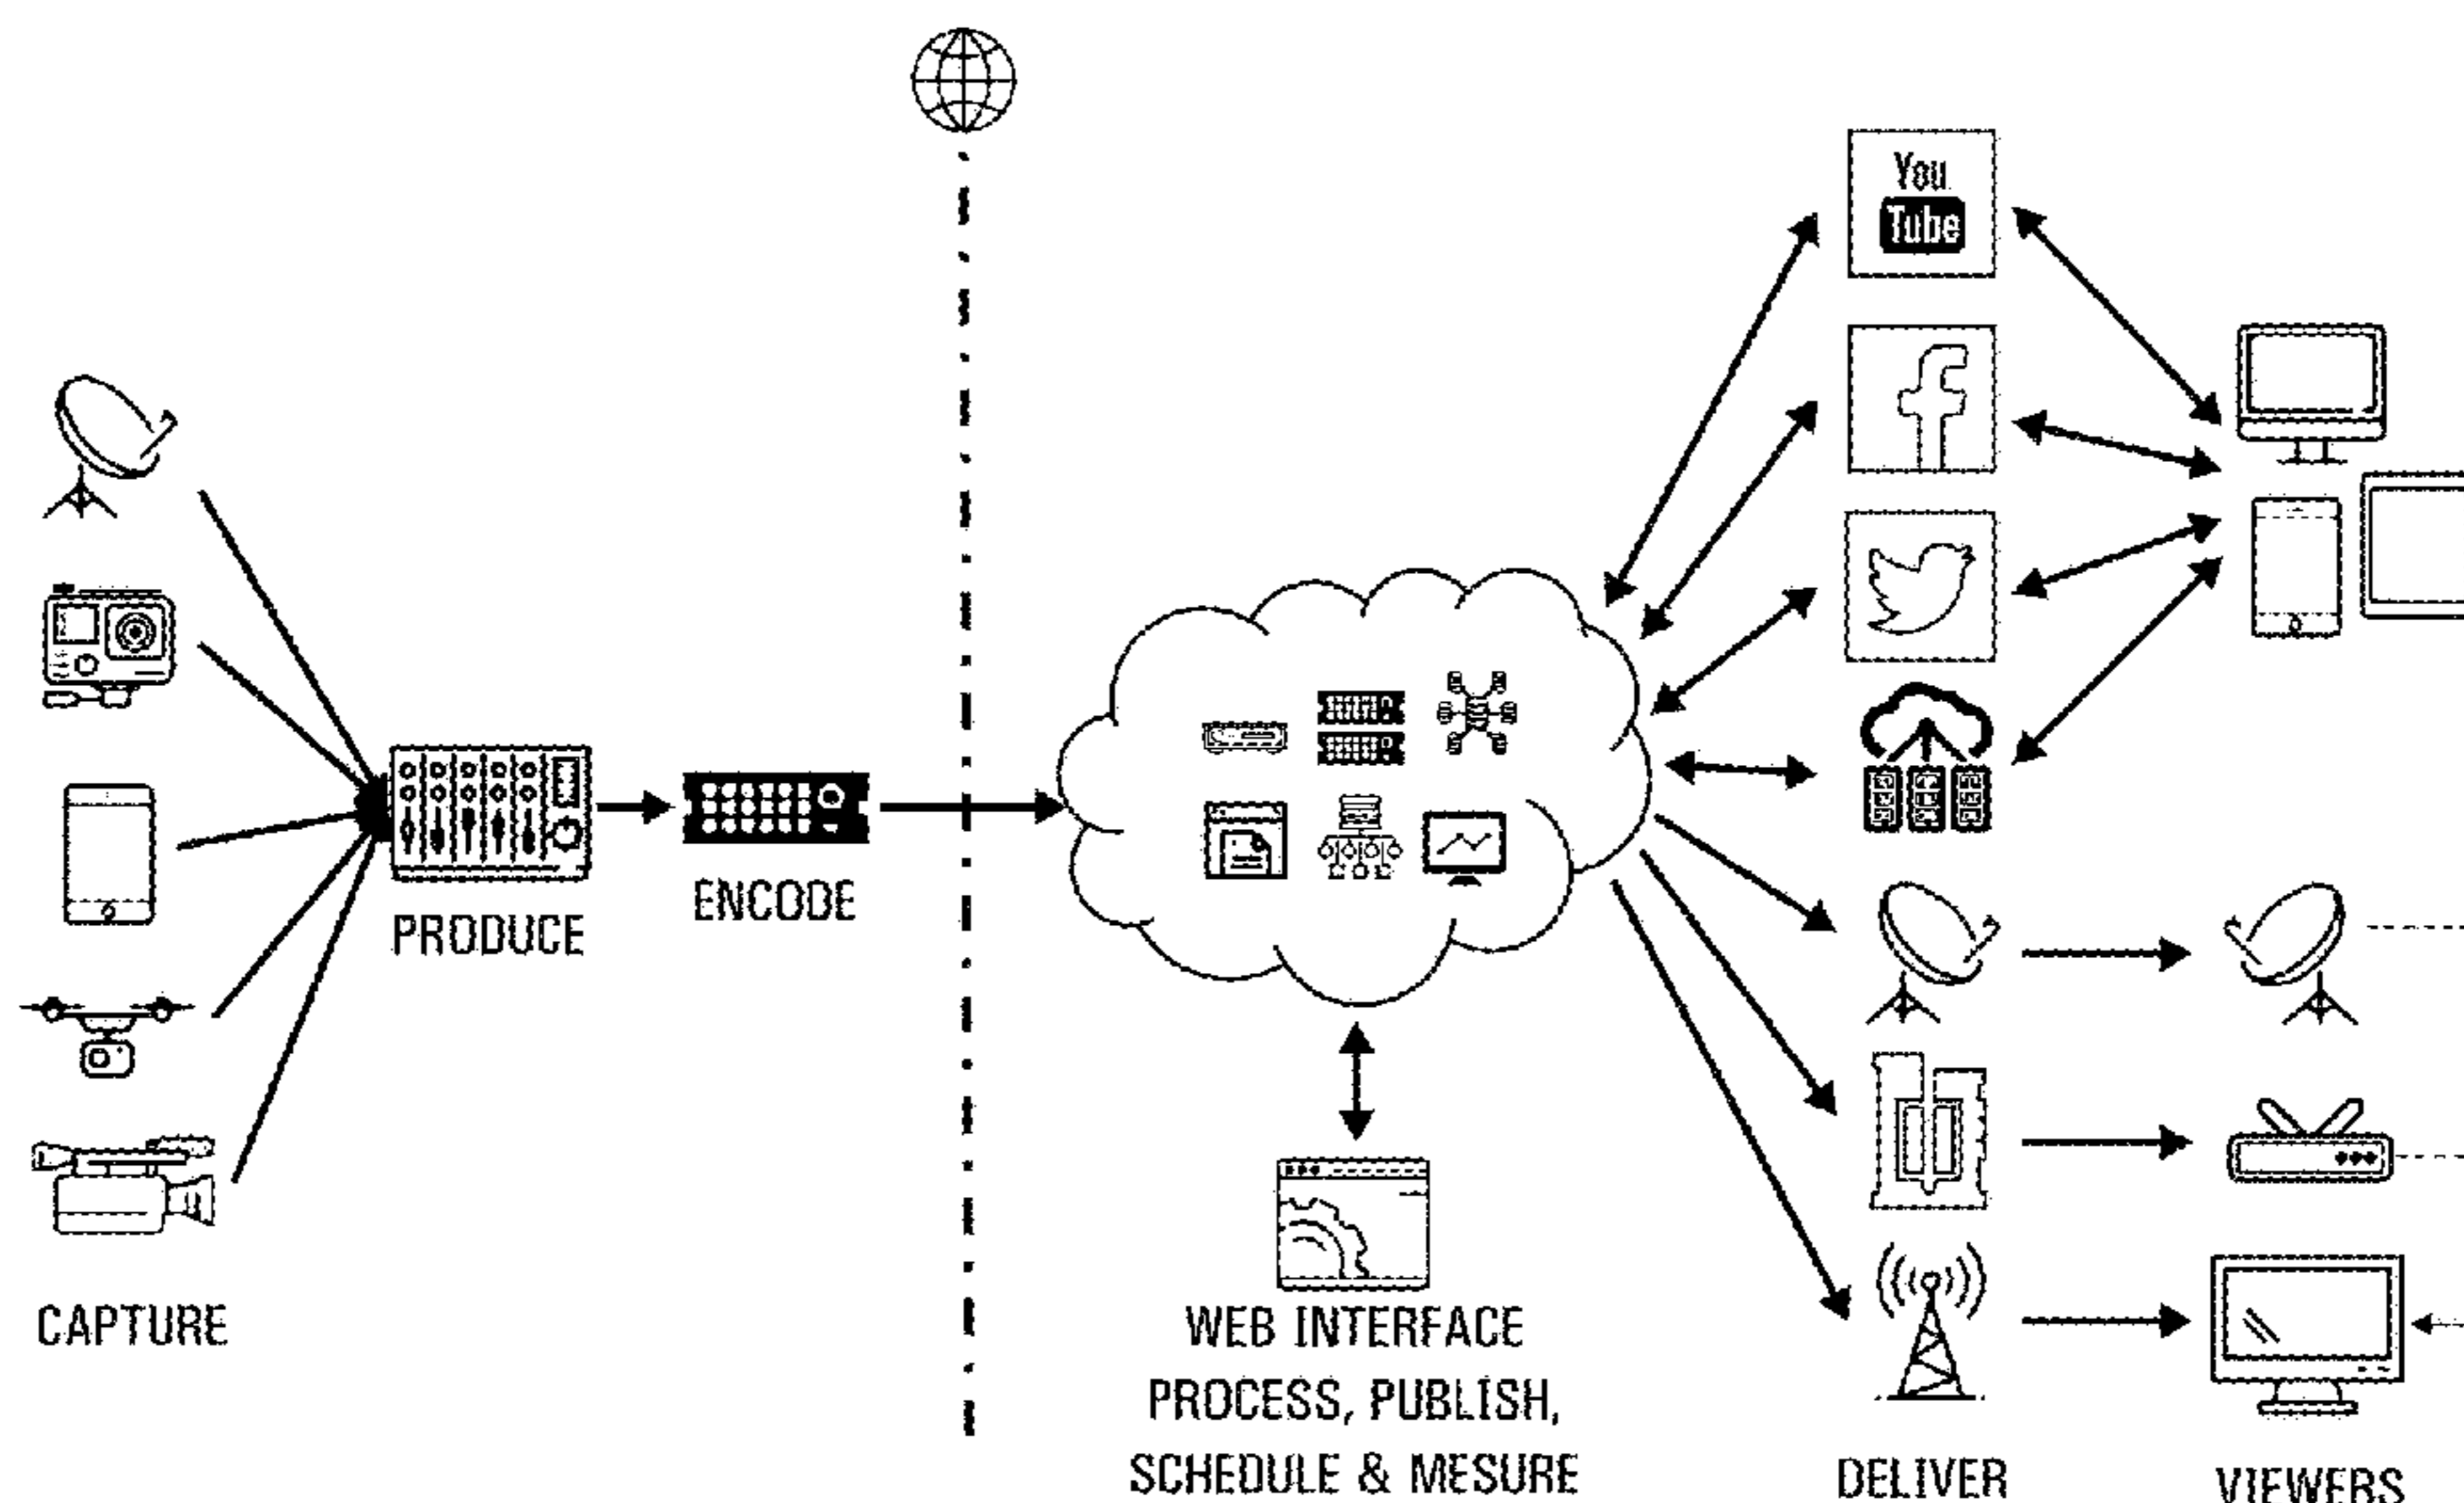 You
Tube
PRODUCE
ENCODE
CAPTURE
WEB INTERFACE
PROCESS, PUBLISH,
SCHEDULE & MESURE
DELIVER
VIEWERS